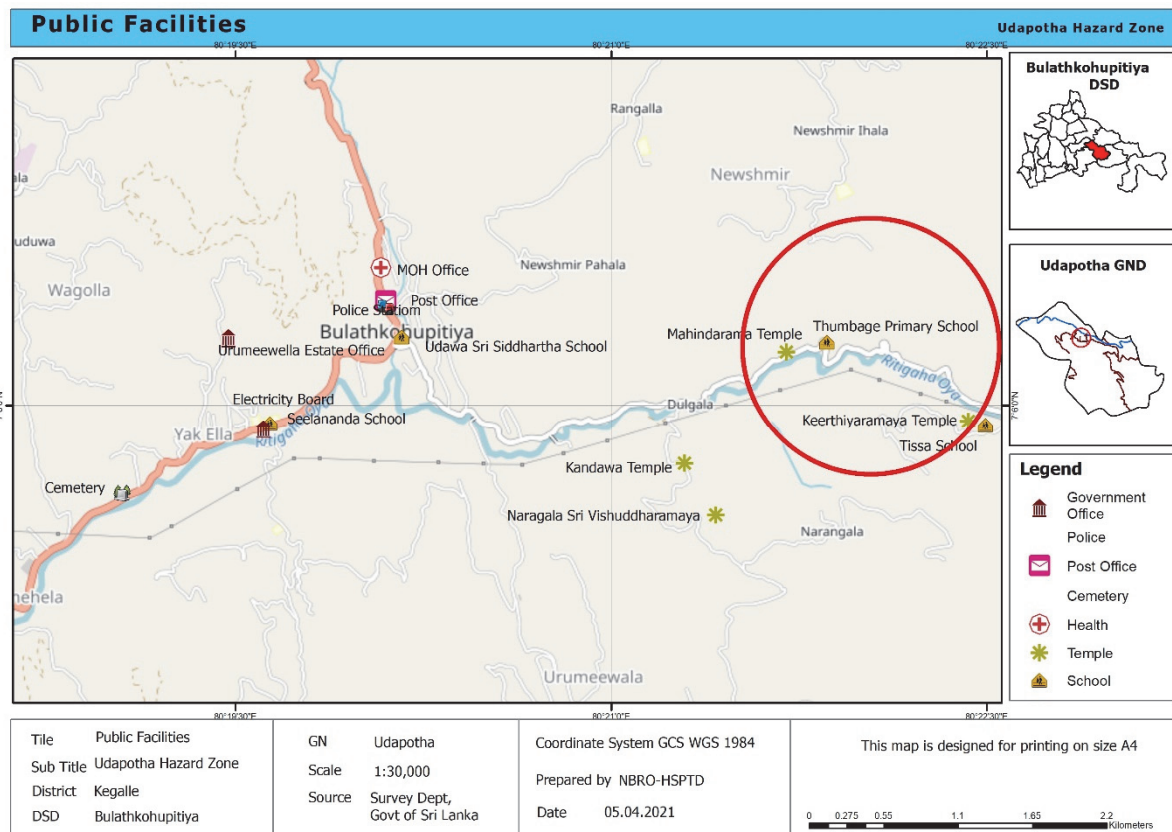 Public Facilities
Udapotha Hazard Zone
80°19'30"E
80°21'0"E
80°22'30"E
Rangalla
Newshmir Ihala
Newshmir
uduwa
Wagolla
Newshmir Pahala
MOH Office
Post Office
Police Statiom
Bulathkohupitiya
Urumeewella Estate Office
Udawa Sri Siddhartha School
Mahindarama Temple
Thumbage Primary School
Ritigaha Oya
Dulgala
7°6'0"N
Electricity Board
Seelananda School
Yak Ella
Keerthiyaramaya Temple
Tissa School
Kandawa Temple
Cemetery
Naragala Sri Vishuddharamaya
Narangala
nehela
Urumeewala
80°19'30"E
80°21'0"E
80°22'30"E
Bulathkohupitiya
DSD
Udapotha GND
Legend
Government
Office
Police
Post Office
Cemetery
Health
Temple
School
Tile Public Facilities
Sub Title Udapotha Hazard Zone
District Kegalle
DSD Bulathkohupitiya
GN Udapotha
Scale 1:30,000
Source Survey Dept,
Govt of Sri Lanka
Coordinate System GCS WGS 1984
Prepared by NBRO-HSPTD
Date 05.04.2021
This map is designed for printing on size A4
0 0.275 0.55 1.1 1.65 2.2
Kilometers